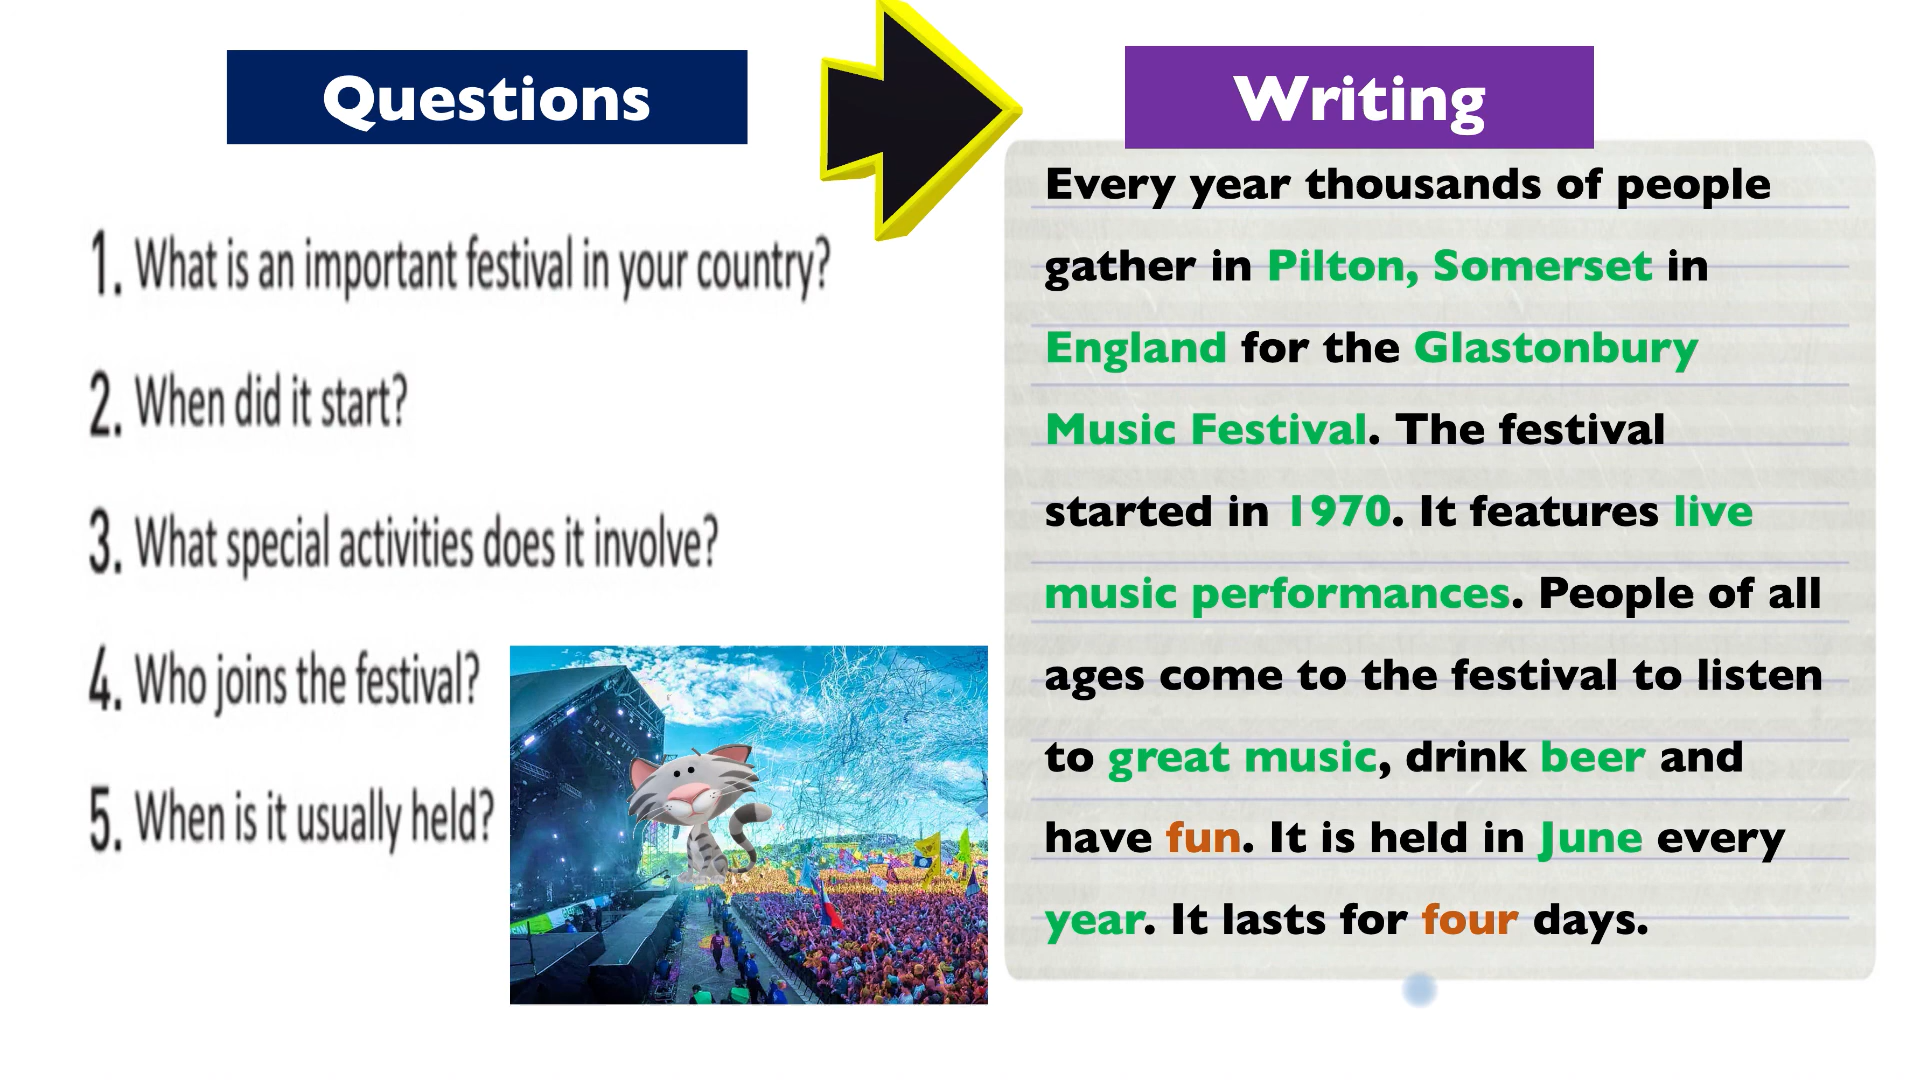 Questions
1. What is an important festival in your country?
2. When did it start?
3. What special activities does it involve?
4. Who joins the festival?
5. When is it usually held?
Writing
Every year thousands of people
gather in Pilton, Somerset in
England for the Glastonbury
Music Festival. The festival
started in 1970. It features live
music performances. People of all
ages come to the festival to listen
to great music, drink beer and
have fun. It is held in June every
year. It lasts for four days.